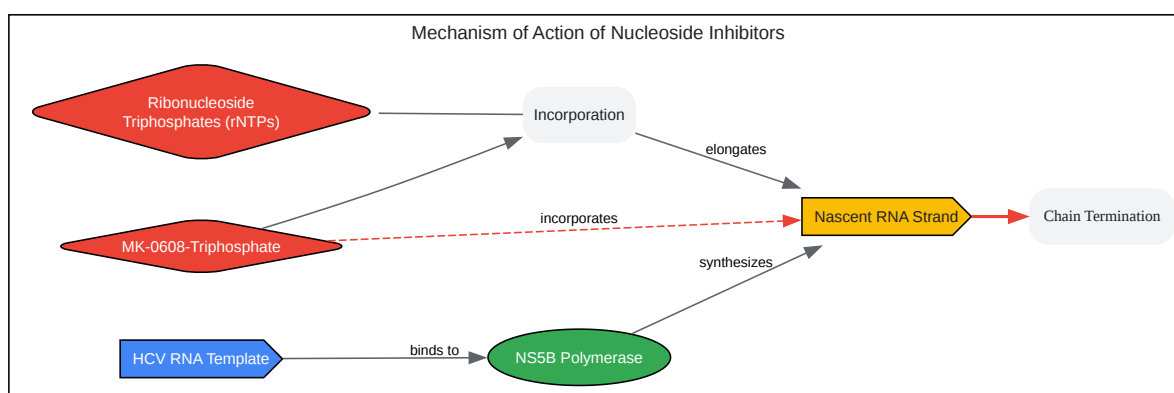 Mechanism of Action of Nucleoside Inhibitors
Ribonucleoside
Triphosphates (rNTPs)
Incorporation
elongates
MK-0608-Triphosphate
incorporates
Nascent RNA Strand
Chain Termination
synthesizes
HCV RNA Template
binds to
NS5B Polymerase